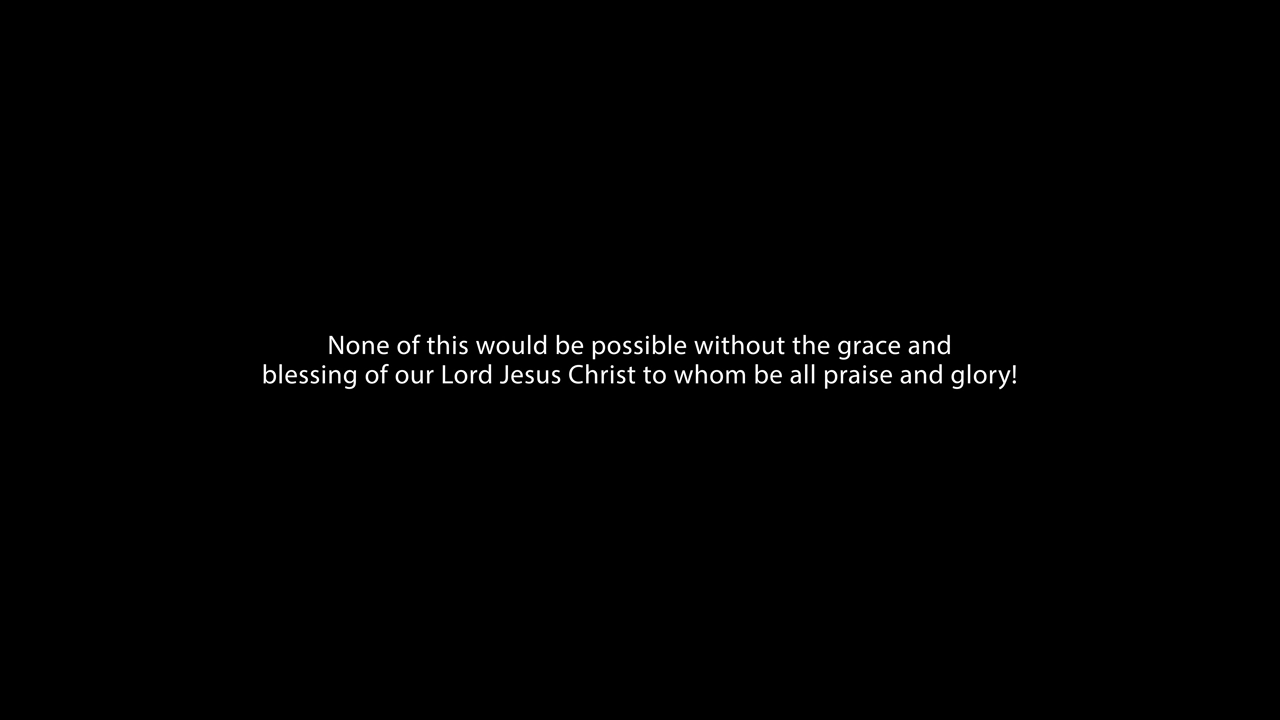 None of this would be possible without the grace and
blessing of our Lord Jesus Christ to whom be all praise and glory!